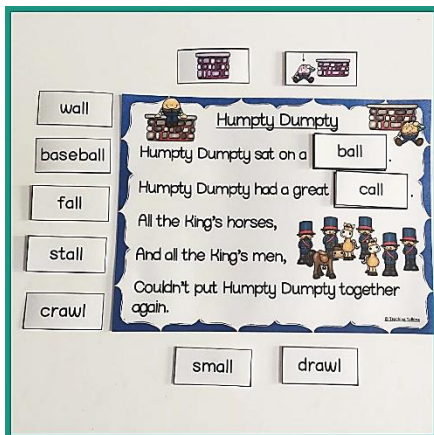 wall
baseball
fall
stall
crawl
Humpty Dumpty
Humpty Dumpty sat on a ball.
Humpty Dumpty had a great call.
All the King's horses,
And all the King's men,
Couldn't put Humpty Dumpty together
again.
small
drawl